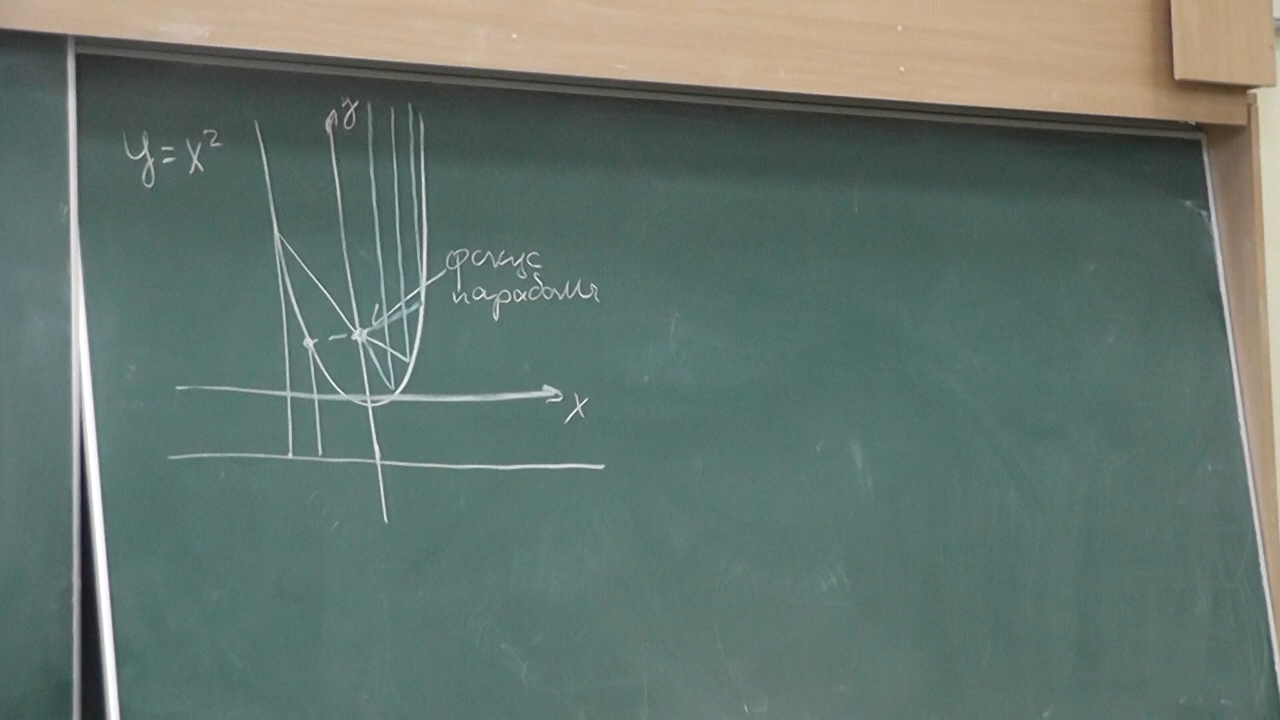 y
y = x²
фокус
параболы
x